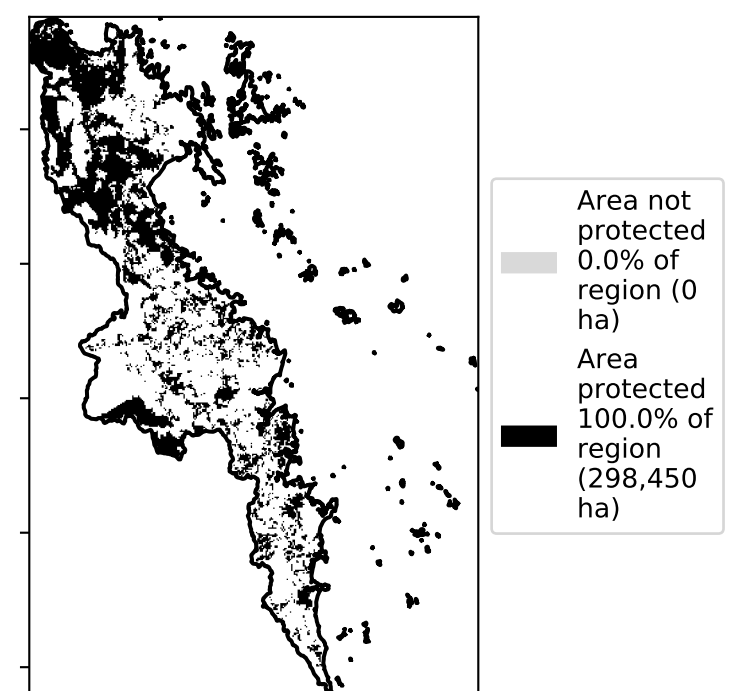 Area not
protected
0.0% of
region (0
ha)
Area
protected
100.0% of
region
(298,450
ha)